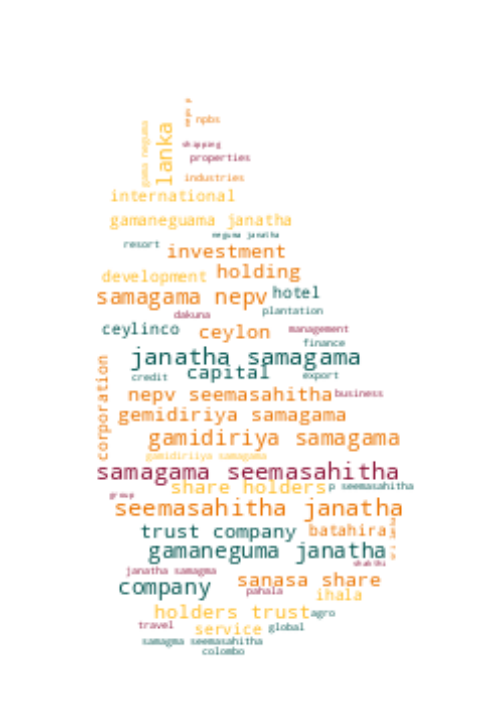 npbs
gama neguma
lanka
shipping
properties
industries
international
gamaneguama janatha
neguma janatha
resort
investment
holding
development
samagama nepv
hotel
plantation
dakuna
ceylinco
ceylon
management
finance
janatha samagama
capital
credit
export
corporation
nepv seemasahitha
business
gemidiriya samagama
gamidiriya samagama
gamidiriiya samagama
samagama seemasahitha
share holders
p seemasahitha
group
seemasahitha janatha
trust company
batahira
gamaneguma janatha
shakthi
janatha samagma
sanasa share
company
pahala
ihala
holders trust
agro
travel
service
global
samagma seemasahitha
colombo